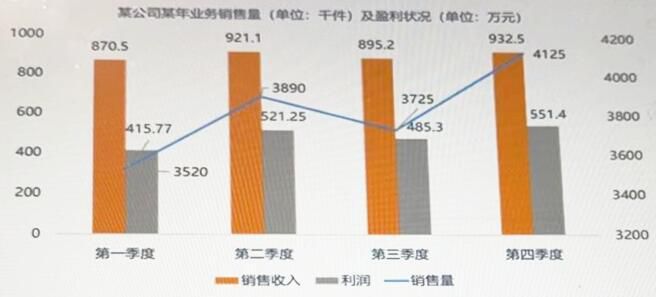 某公司某年业务销售量（单位：千件）及盈利状况（单位：万元）
1000 870.5 921.1 895.2 932.5 4200
800 3890 4125 4000
600 415.77 521.25 3725 485.3 551.4 3800
400 3520 3600
200 3400
0 3200
第一季度 第二季度 第三季度 第四季度
销售收入 利润 销售量